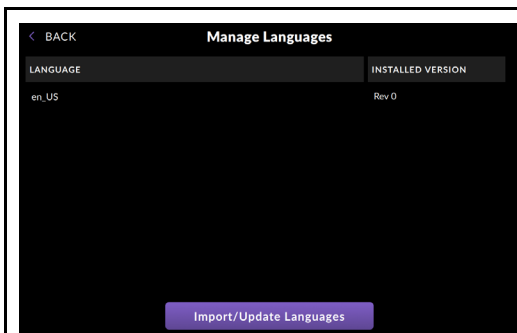 BACK
Manage Languages
LANGUAGE INSTALLED VERSION
en_US Rev 0
Import/Update Languages